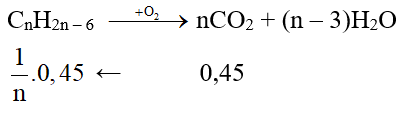 CₙH₂ₙ₋₆ —(+O₂)→ nCO₂ + (n – 3)H₂O
1/n .0,45 ← 0,45